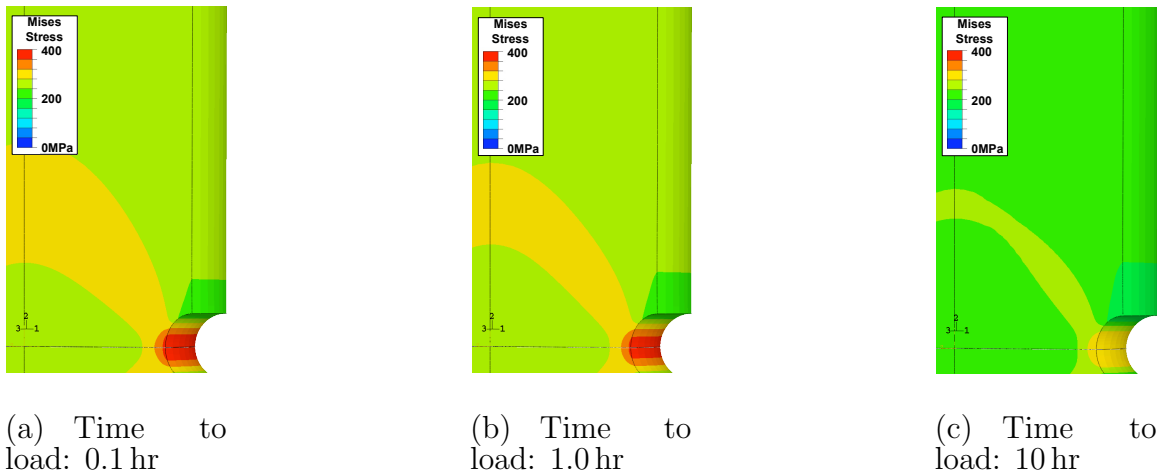 Mises
Stress
400
200
0MPa
2
3 1
(a) Time to
load: 0.1 hr
Mises
Stress
400
200
0MPa
2
3 1
(b) Time to
load: 1.0 hr
Mises
Stress
400
200
0MPa
2
3 1
(c) Time to
load: 10 hr